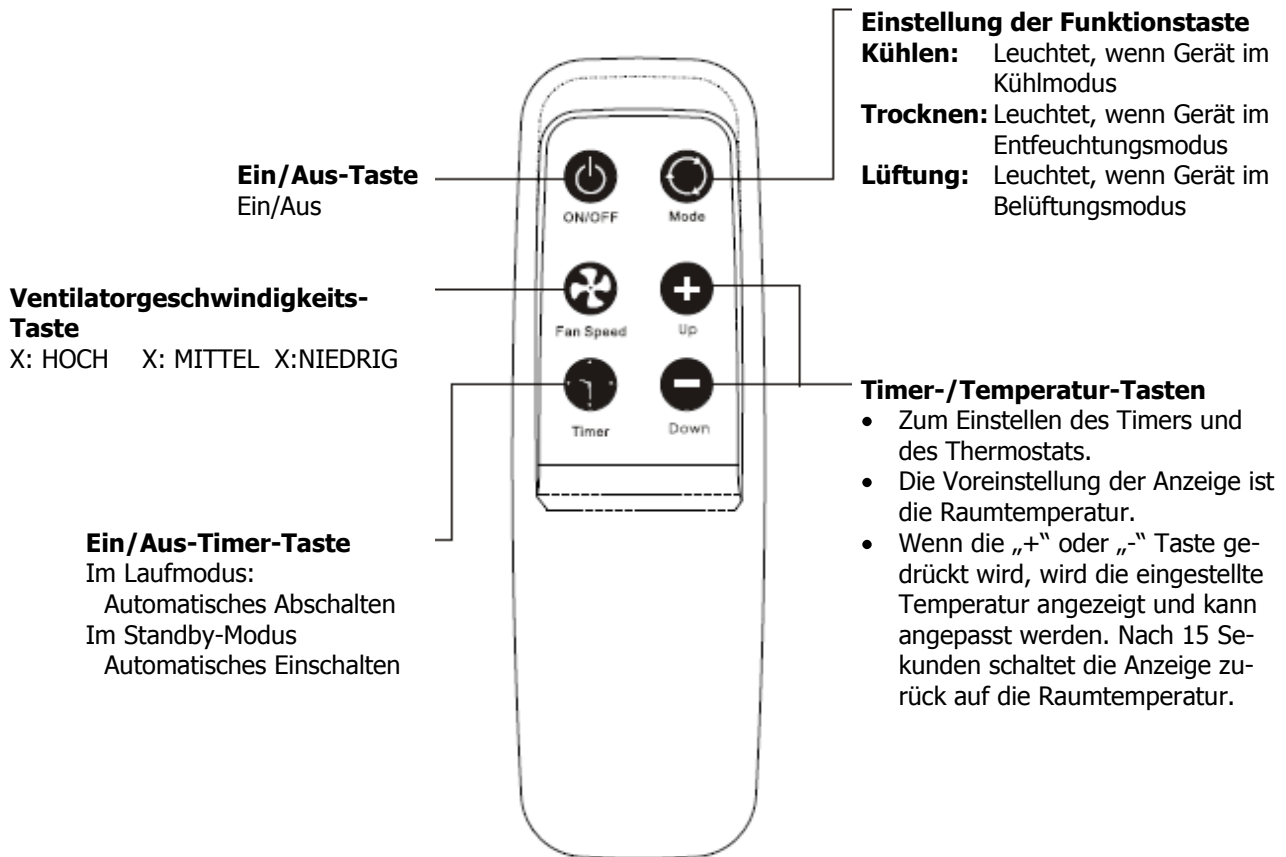 Einstellung der Funktionstaste
Kühlen: Leuchtet, wenn Gerät im
Kühlmodus
Trocknen: Leuchtet, wenn Gerät im
Entfeuchtungsmodus
Lüftung: Leuchtet, wenn Gerät im
Belüftungsmodus
Ein/Aus-Taste
Ein/Aus
ON/OFF
Mode
Ventilatorgeschwindigkeits-
Taste
X: HOCH X: MITTEL X:NIEDRIG
Fan Speed
Up
Timer
Down
Timer-/Temperatur-Tasten
• Zum Einstellen des Timers und
des Thermostats.
• Die Voreinstellung der Anzeige ist
die Raumtemperatur.
• Wenn die „+“ oder „-“ Taste ge-
drückt wird, wird die eingestellte
Temperatur angezeigt und kann
angepasst werden. Nach 15 Se-
kunden schaltet die Anzeige zu-
rück auf die Raumtemperatur.
Ein/Aus-Timer-Taste
Im Laufmodus:
Automatisches Abschalten
Im Standby-Modus
Automatisches Einschalten